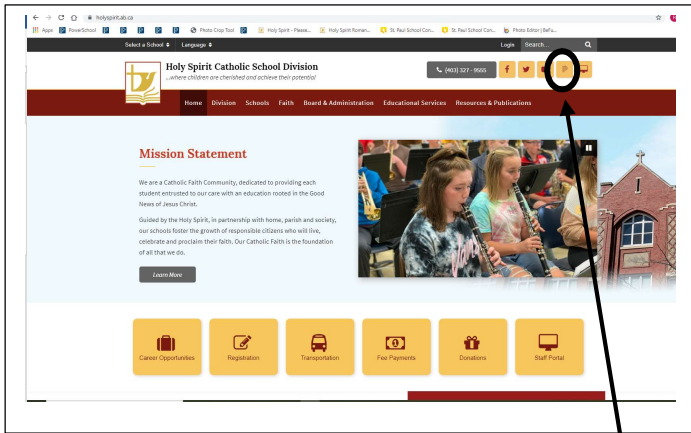 holyspirit.ab.ca
Apps PowerSchool Photo Crop Tool Holy Spirit - Please... Holy Spirit Roman... St. Paul School Con... St. Paul School Con... Photo Editor | BeFu...
Select a School Language Login Search...
Holy Spirit Catholic School Division
...where children are cherished and achieve their potential
(403) 327 - 9555
Home Division Schools Faith Board & Administration Educational Services Resources & Publications
Mission Statement
We are a Catholic Faith Community, dedicated to providing each
student entrusted to our care with an education rooted in the Good
News of Jesus Christ.
Guided by the Holy Spirit, in partnership with home, parish and society,
our schools foster the growth of responsible citizens who will live,
celebrate and proclaim their faith. Our Catholic Faith is the foundation
of all that we do.
Learn More
Career Opportunities Registration Transportation Fee Payments Donations Staff Portal